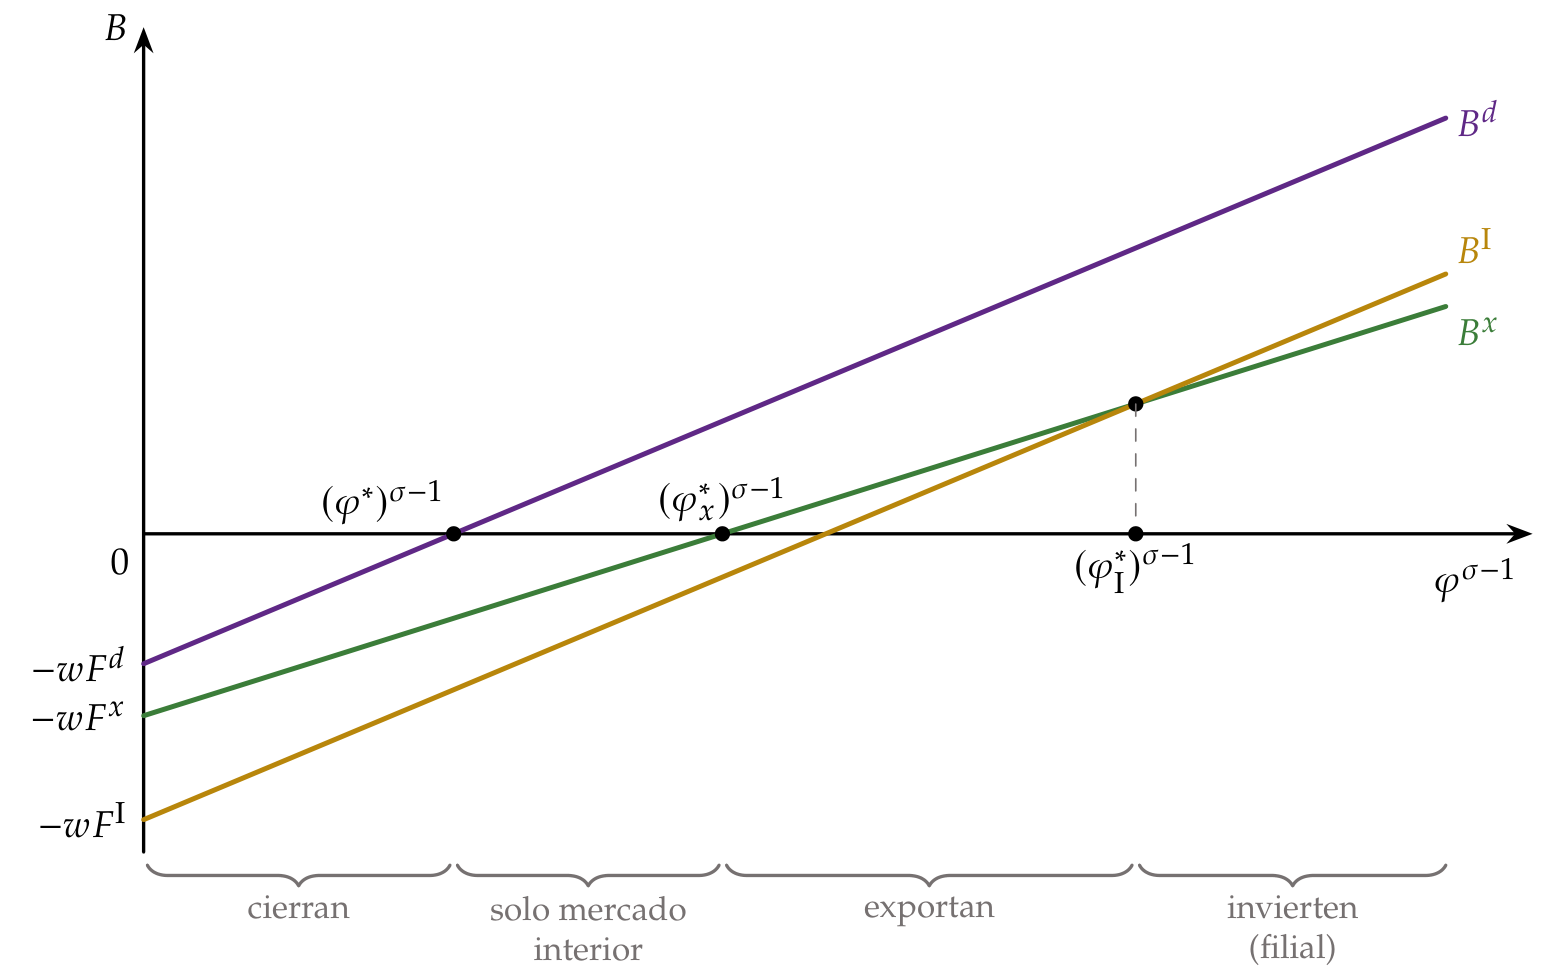 B
B^d
B^I
B^x
(φ*)^{σ−1}
(φ*_x)^{σ−1}
0
(φ*_I)^{σ−1}
φ^{σ−1}
−wF^d
−wF^x
−wF^I
cierran
solo mercado
interior
exportan
invierten
(filial)